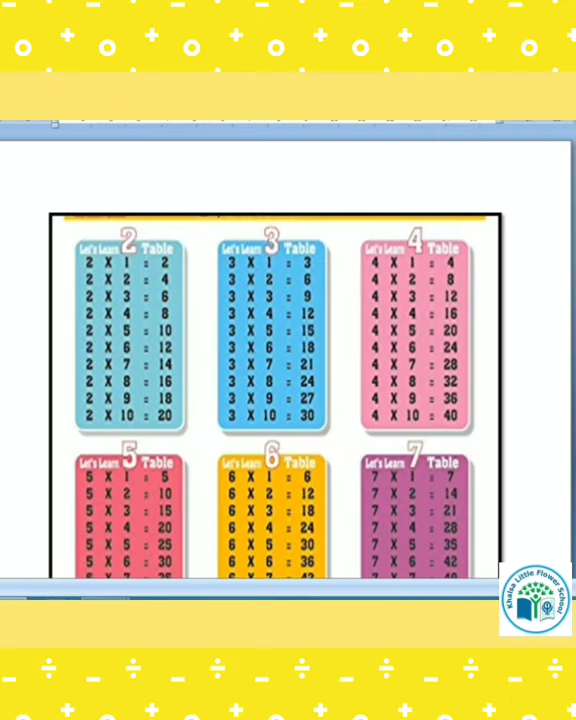 Let's Learn 2 Table
2 X 1 = 2
2 X 2 = 4
2 X 3 = 6
2 X 4 = 8
2 X 5 = 10
2 X 6 = 12
2 X 7 = 14
2 X 8 = 16
2 X 9 = 18
2 X 10 = 20
Let's Learn 3 Table
3 X 1 = 3
3 X 2 = 6
3 X 3 = 9
3 X 4 = 12
3 X 5 = 15
3 X 6 = 18
3 X 7 = 21
3 X 8 = 24
3 X 9 = 27
3 X 10 = 30
Let's Learn 4 Table
4 X 1 = 4
4 X 2 = 8
4 X 3 = 12
4 X 4 = 16
4 X 5 = 20
4 X 6 = 24
4 X 7 = 28
4 X 8 = 32
4 X 9 = 36
4 X 10 = 40
Let's Learn 5 Table
5 X 1 = 5
5 X 2 = 10
5 X 3 = 15
5 X 4 = 20
5 X 5 = 25
5 X 6 = 30
Let's Learn 6 Table
6 X 1 = 6
6 X 2 = 12
6 X 3 = 18
6 X 4 = 24
6 X 5 = 30
6 X 6 = 36
Let's Learn 7 Table
7 X 1 = 7
7 X 2 = 14
7 X 3 = 21
7 X 4 = 28
7 X 5 = 35
7 X 6 = 42
Khalsa Little Flower School